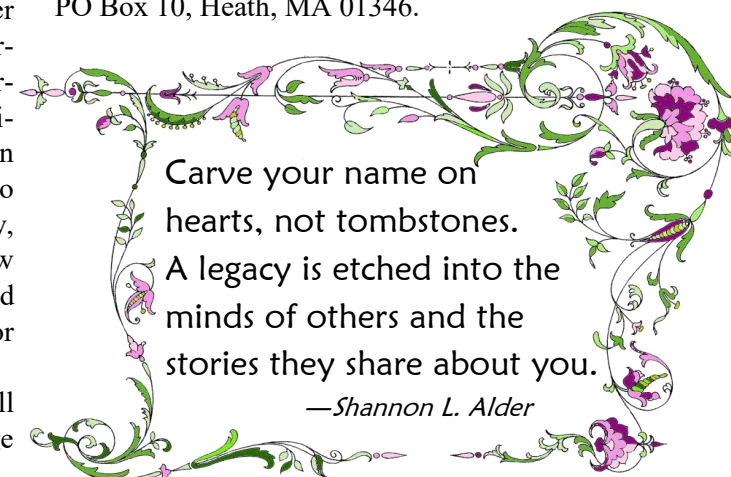 PO Box 10, Heath, MA 01346.
Carve your name on
hearts, not tombstones.
A legacy is etched into the
minds of others and the
stories they share about you.
—Shannon L. Alder